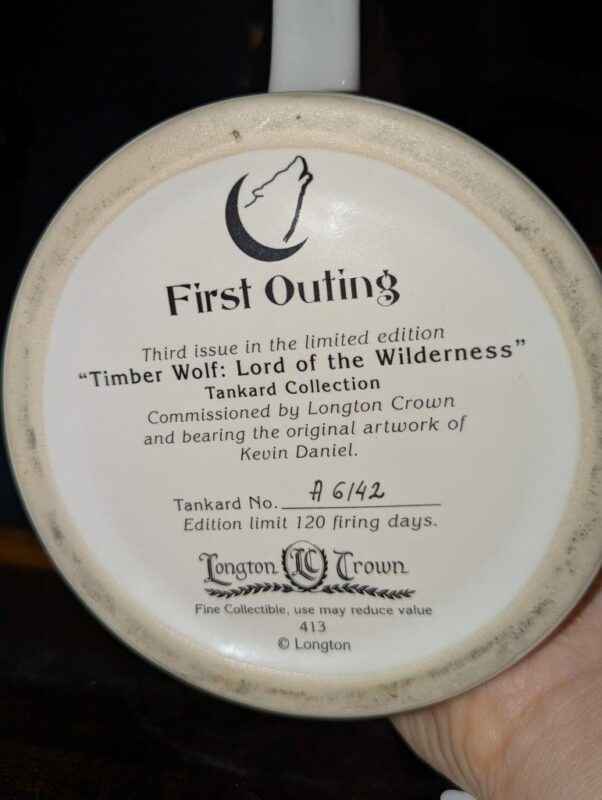 First Outing
Third issue in the limited edition
“Timber Wolf: Lord of the Wilderness”
Tankard Collection
Commissioned by Longton Crown
and bearing the original artwork of
Kevin Daniel.
Tankard No. A 6142
Edition limit 120 firing days.
Longton LC Crown
Fine Collectible, use may reduce value
413
© Longton